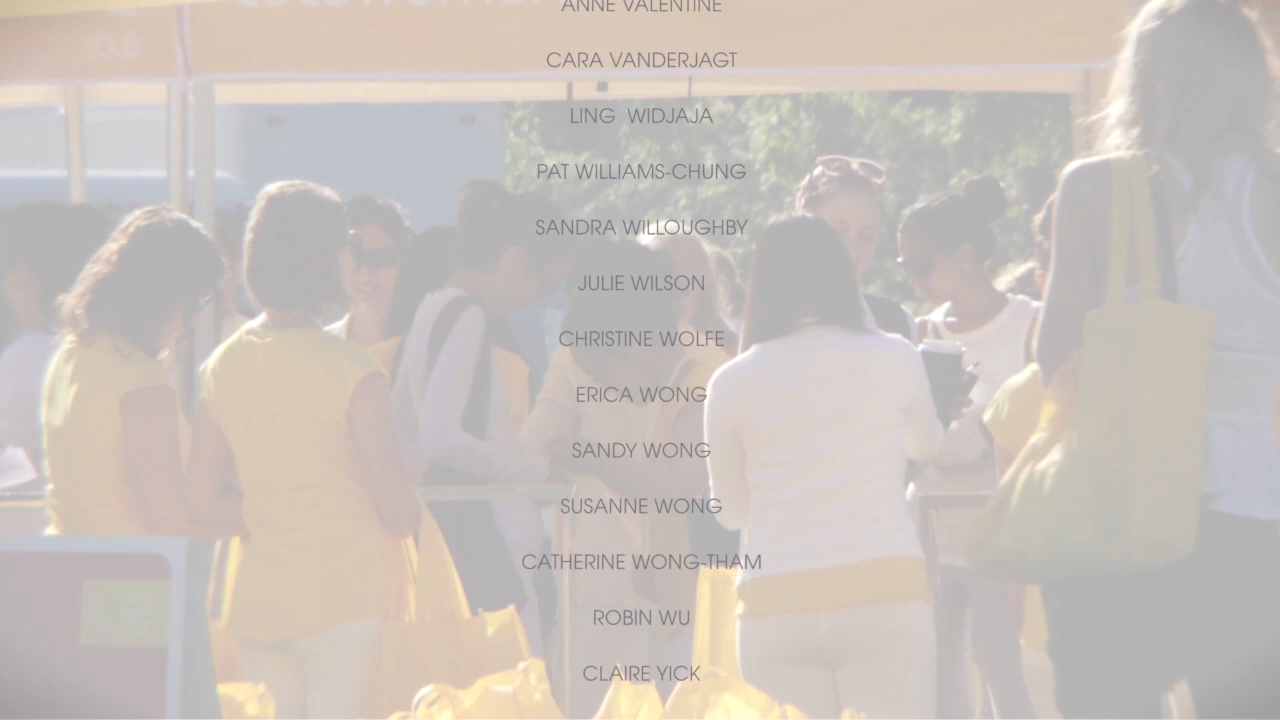 ANNE VALENTINE
CARA VANDERJAGT
LING WIDJAJA
PAT WILLIAMS-CHUNG
SANDRA WILLOUGHBY
JULIE WILSON
CHRISTINE WOLFE
ERICA WONG
SANDY WONG
SUSANNE WONG
CATHERINE WONG-THAM
ROBIN WU
CLAIRE YICK